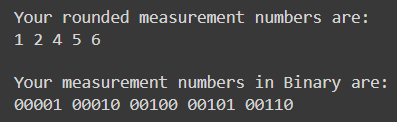 Your rounded measurement numbers are:
1 2 4 5 6
Your measurement numbers in Binary are:
00001 00010 00100 00101 00110